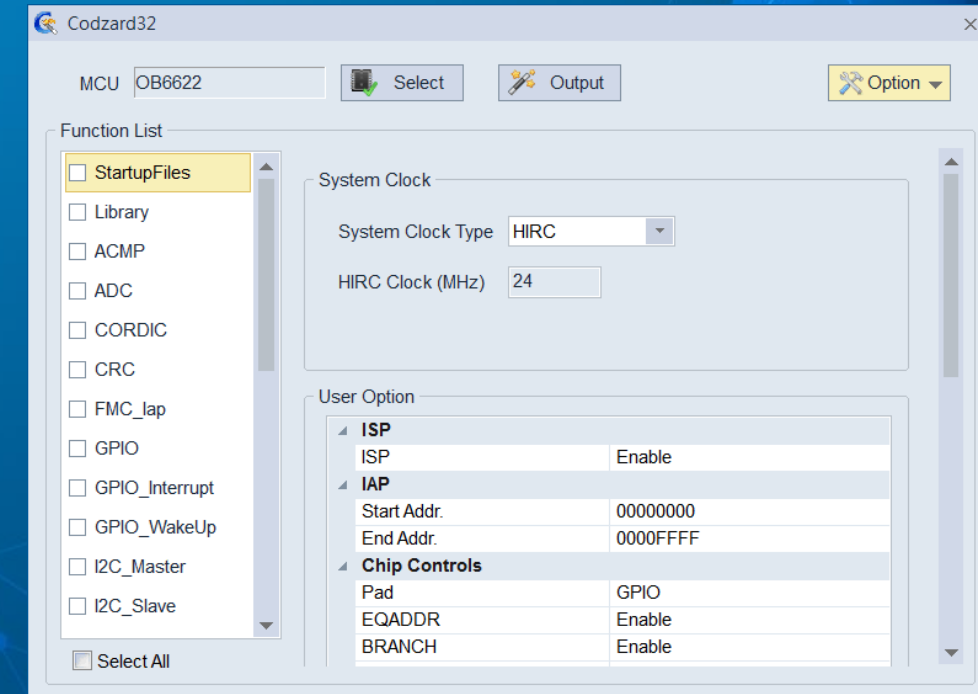 Codzard32
MCU OB6622 Select Output Option
Function List
StartupFiles
Library
ACMP
ADC
CORDIC
CRC
FMC_Iap
GPIO
GPIO_Interrupt
GPIO_WakeUp
I2C_Master
I2C_Slave
Select All
System Clock
System Clock Type HIRC
HIRC Clock (MHz) 24
User Option
ISP
ISP Enable
IAP
Start Addr. 00000000
End Addr. 0000FFFF
Chip Controls
Pad GPIO
EQADDR Enable
BRANCH Enable